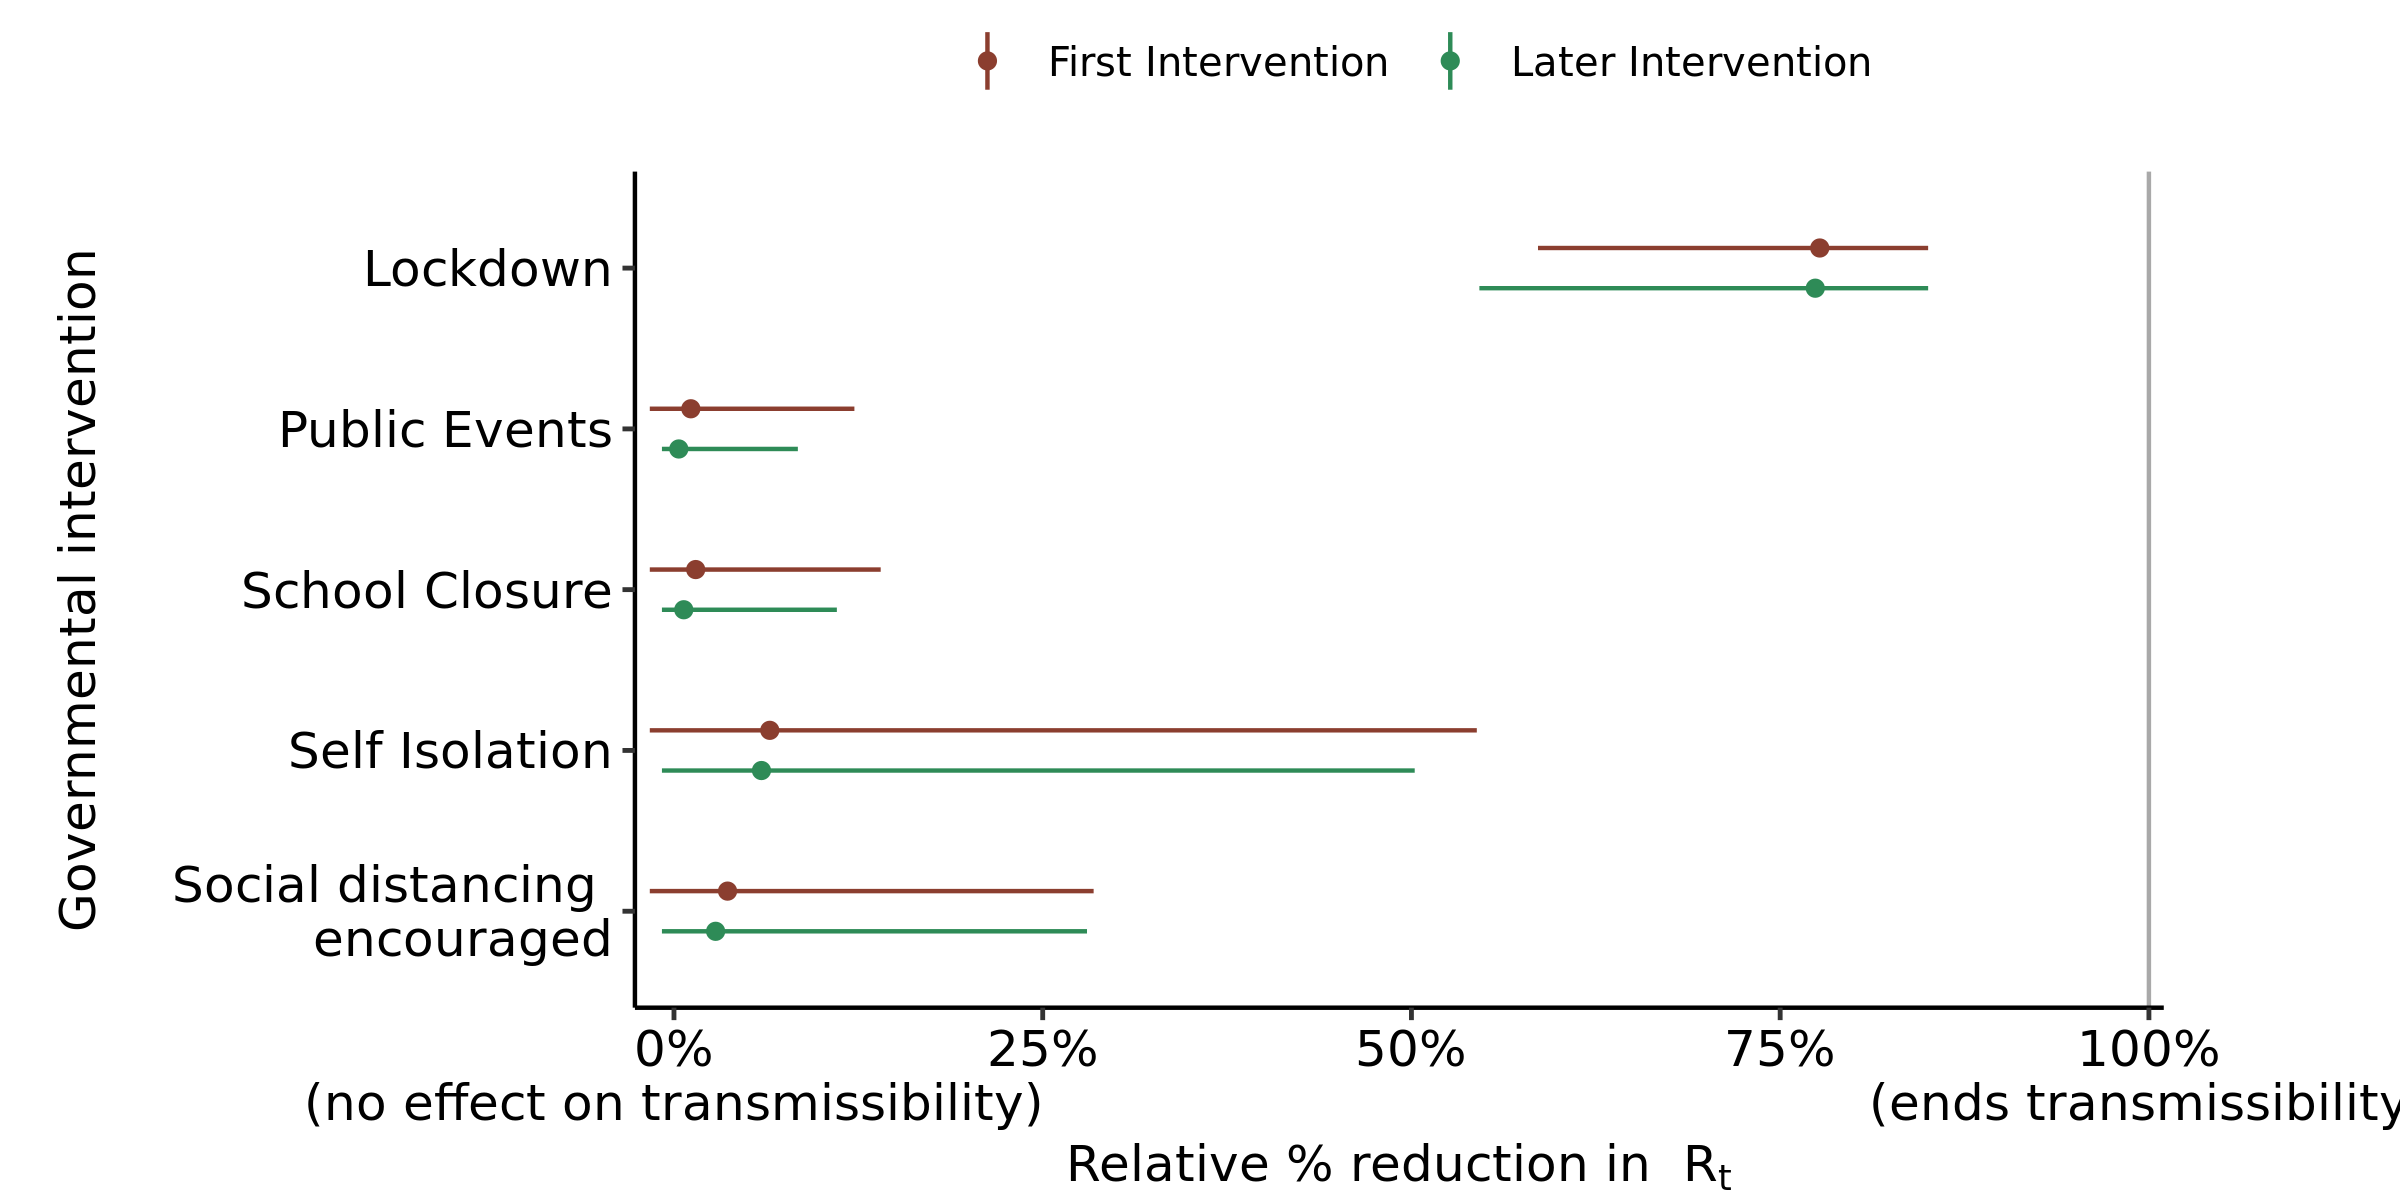 First Intervention Later Intervention
Lockdown
Public Events
School Closure
Self Isolation
Social distancing
encouraged
Governmental intervention
0% 25% 50% 75% 100%
(no effect on transmissibility) (ends transmissibility
Relative % reduction in Rt